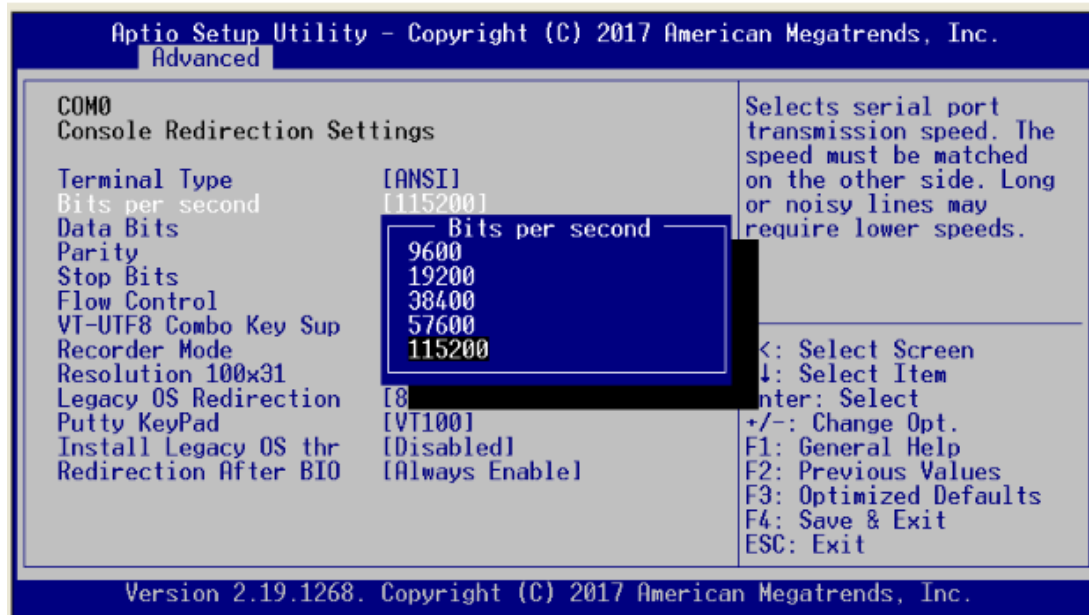 Aptio Setup Utility – Copyright (C) 2017 American Megatrends, Inc.
Advanced
COM0
Console Redirection Settings
Terminal Type [ANSI]
Bits per second [115200]
Data Bits
Parity
Stop Bits
Flow Control
VT-UTF8 Combo Key Sup
Recorder Mode
Resolution 100x31
Legacy OS Redirection [8
Putty KeyPad [VT100]
Install Legacy OS thr [Disabled]
Redirection After BIO [Always Enable]
Bits per second
9600
19200
38400
57600
115200
Selects serial port
transmission speed. The
speed must be matched
on the other side. Long
or noisy lines may
require lower speeds.
<: Select Screen
↓: Select Item
nter: Select
+/-: Change Opt.
F1: General Help
F2: Previous Values
F3: Optimized Defaults
F4: Save & Exit
ESC: Exit
Version 2.19.1268. Copyright (C) 2017 American Megatrends, Inc.